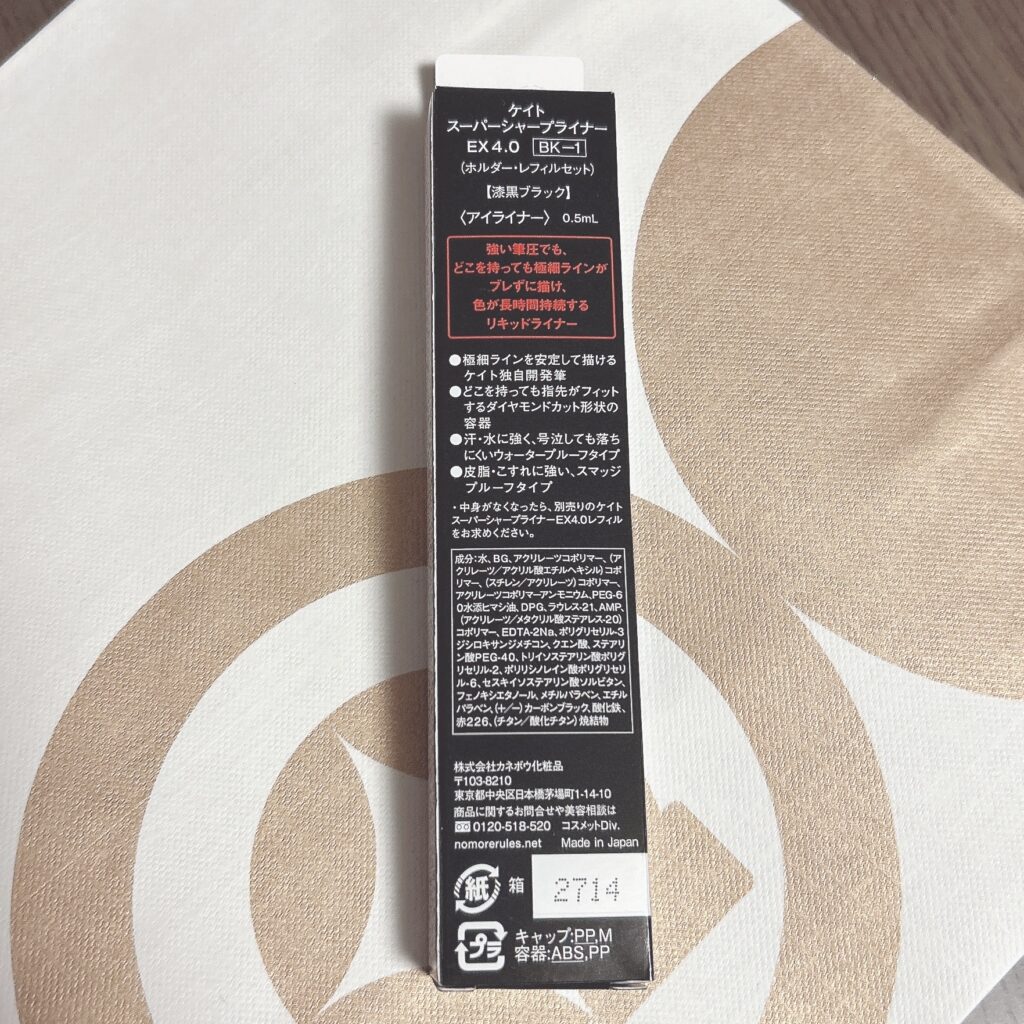 ケイト
スーパーシャープライナー
EX 4.0 BK−1
(ホルダー・レフィルセット)
【漆黒ブラック】
〈アイライナー〉 0.5mL
強い筆圧でも、
どこを持っても極細ラインが
ブレずに描け、
色が長時間持続する
リキッドライナー
●極細ラインを安定して描ける
ケイト独自開発筆
●どこを持っても指先がフィット
するダイヤモンドカット形状の
容器
●汗・水に強く、号泣しても落ち
にくいウォータープルーフタイプ
●皮脂・こすれに強い、スマッジ
プルーフタイプ
・中身がなくなったら、別売りのケイト
スーパーシャープライナーEX4.0レフィル
をお求めください。
成分：水、BG、アクリレーツコポリマー、(ア
クリレーツ／アクリル酸エチルヘキシル)コポ
リマー、(スチレン／アクリレーツ)コポリマー、
アクリレーツコポリマーアンモニウム、PEG-6
0水添ヒマシ油、DPG、ラウレス-21、AMP、
(アクリレーツ／メタクリル酸ステアレス-20)
コポリマー、EDTA-2Na、ポリグリセリル-3
ジシロキサンジメチコン、クエン酸、ステアリ
ン酸PEG-40、トリイソステアリン酸ポリグ
リセリル-2、ポリリシノレイン酸ポリグリセリ
ル-6、セスキイソステアリン酸ソルビタン、
フェノキシエタノール、メチルパラベン、エチル
パラベン、(+/−)カーボンブラック、酸化鉄、
赤226、(チタン／酸化チタン)焼結物
株式会社カネボウ化粧品
〒103-8210
東京都中央区日本橋茅場町1-14-10
商品に関するお問合せや美容相談は
0120-518-520 コスメットDiv.
nomorerules.net Made in Japan
紙 箱 2714
プラ キャップ:PP,M
容器:ABS,PP